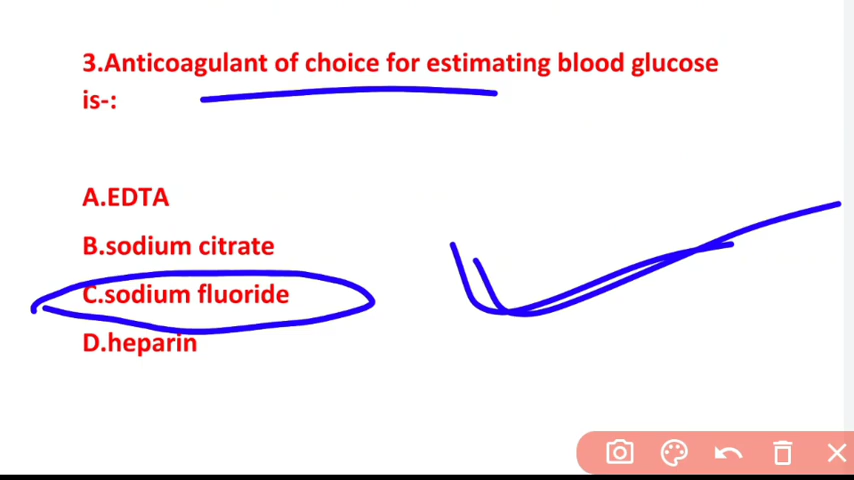 3.Anticoagulant of choice for estimating blood glucose
is-:
A.EDTA
B.sodium citrate
C.sodium fluoride
D.heparin